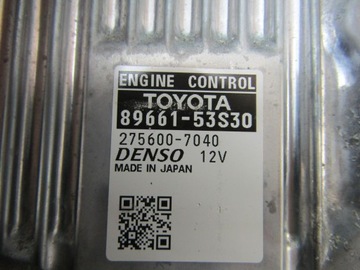 ENGINE CONTROL
TOYOTA
89661-53S30
275600-7040
DENSO 12V
MADE IN JAPAN